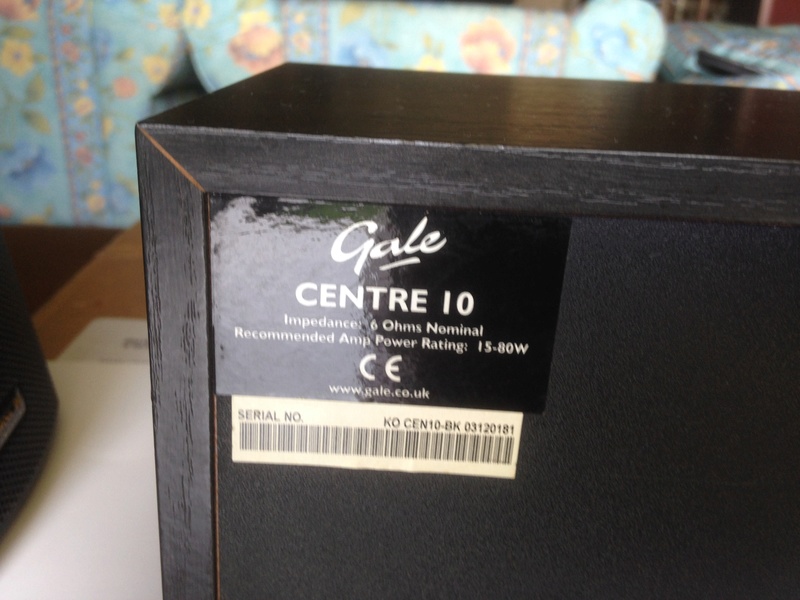 Gale
CENTRE 10
Impedance: 6 Ohms Nominal
Recommended Amp Power Rating: 15-80W
CE
www.gale.co.uk
SERIAL NO. KO CEN10-BK 03120181